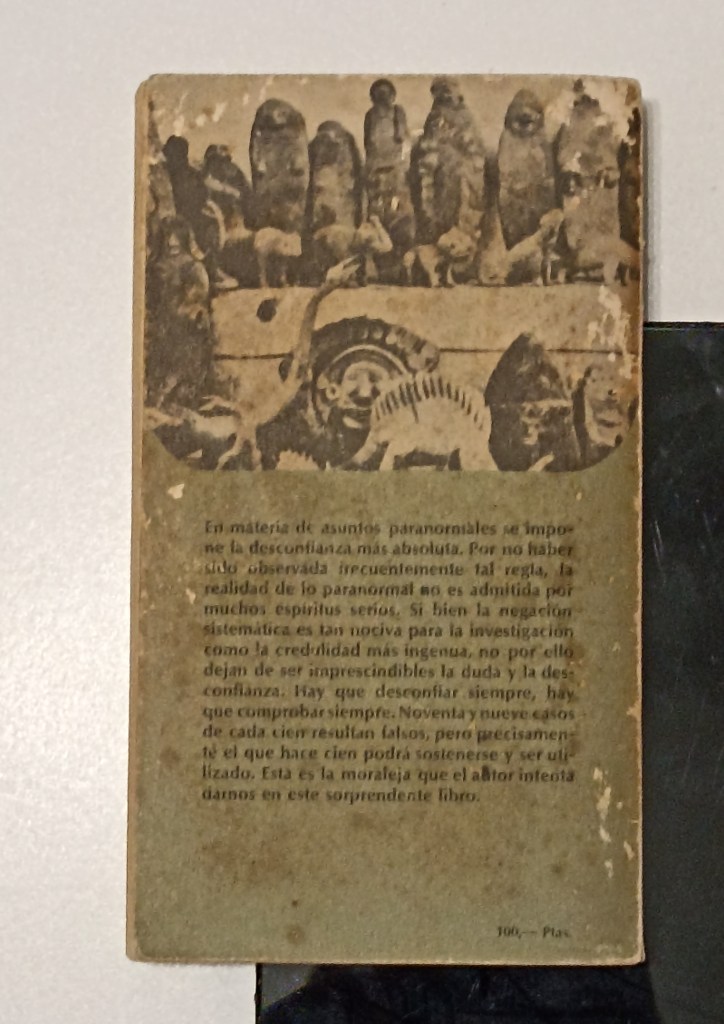 En materia de asuntos paranormales se impo-
ne la desconfianza más absoluta. Por no haber
sido observada frecuentemente tal regla, la
realidad de lo paranormal no es admitida por
muchos espíritus serios. Si bien la negación
sistemática es tan nociva para la investigación
como la credulidad más ingenua, no por ello
dejan de ser imprescindibles la duda y la des-
confianza. Hay que desconfiar siempre, hay
que comprobar siempre. Noventa y nueve casos
de cada cien resultan falsos, pero precisamen-
te el que hace cien podrá sostenerse y ser uti-
lizado. Esta es la moraleja que el autor intenta
darnos en este sorprendente libro.
100,— Ptas.